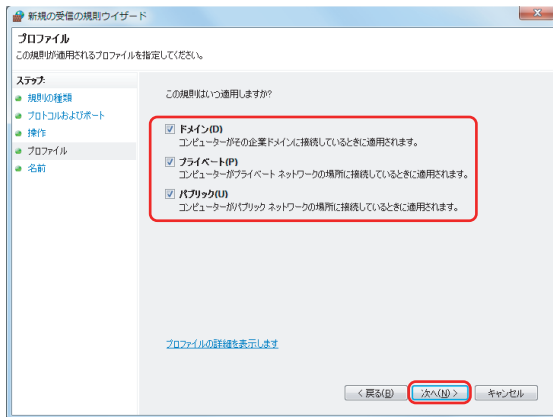 新規の受信の規則ウィザード
プロファイル
この規則が適用されるプロファイルを指定してください。
ステップ:
規則の種類
プロトコルおよびポート
操作
プロファイル
名前
この規則はいつ適用しますか?
ドメイン(D)
コンピューターがその企業ドメインに接続しているときに適用されます。
プライベート(P)
コンピューターがプライベート ネットワークの場所に接続しているときに適用されます。
パブリック(U)
コンピューターがパブリック ネットワークの場所に接続しているときに適用されます。
プロファイルの詳細を表示します
< 戻る(B)
次へ(N) >
キャンセル